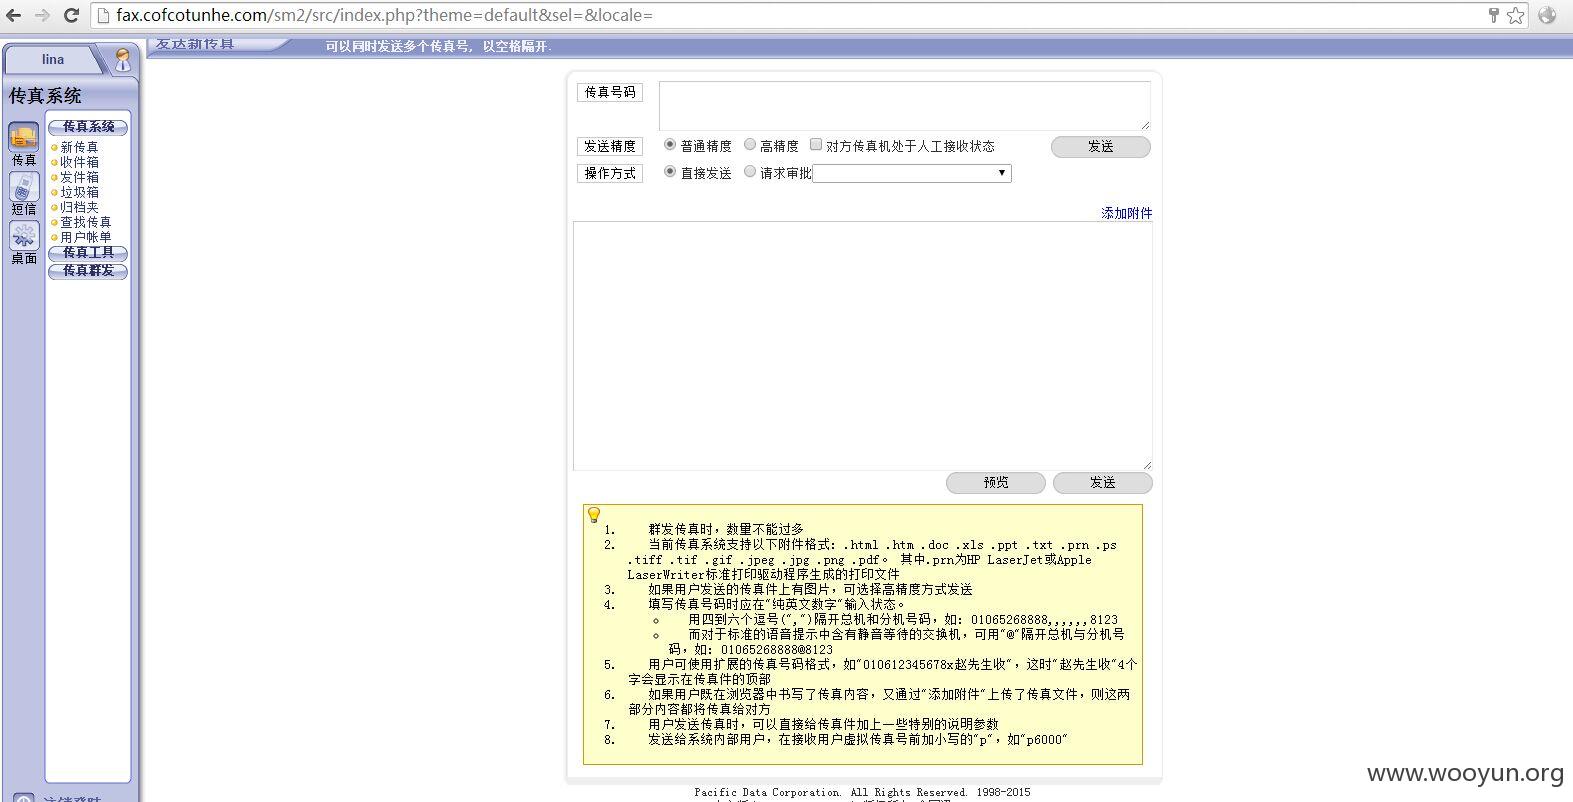 fax.cofcotunhe.com/sm2/src/index.php?theme=default&sel=&locale=
lina
发送新传真
可以同时发送多个传真号，以空格隔开.
传真系统
传真系统
新传真
收件箱
发件箱
垃圾箱
归档夹
查找传真
用户帐单
传真工具
传真群发
传真
短信
桌面
注销登陆
传真号码
发送精度
普通精度
高精度
对方传真机处于人工接收状态
发送
操作方式
直接发送
请求审批
添加附件
预览
发送
1. 群发传真时，数量不能过多
2. 当前传真系统支持以下附件格式: .html .htm .doc .xls .ppt .txt .prn .ps
.tiff .tif .gif .jpeg .jpg .png .pdf。 其中.prn为HP LaserJet或Apple
LaserWriter标准打印驱动程序生成的打印文件
3. 如果用户发送的传真件上有图片，可选择高精度方式发送
4. 填写传真号码时应在"纯英文数字"输入状态。
用四到六个逗号(",")隔开总机和分机号码，如: 01065268888,,,,,,8123
而对于标准的语音提示中含有静音等待的交换机，可用"@"隔开总机与分机号
码，如: 01065268888@8123
5. 用户可使用扩展的传真号码格式，如"010612345678x赵先生收"，这时"赵先生收"4个
字会显示在传真件的顶部
6. 如果用户既在浏览器中书写了传真内容，又通过"添加附件"上传了传真文件，则这两
部分内容都将传真给对方
7. 用户发送传真时，可以直接给传真件加上一些特别的说明参数
8. 发送给系统内部用户，在接收用户虚拟传真号前加小写的"p"，如"p6000"
Pacific Data Corporation. All Rights Reserved. 1998-2015
www.wooyun.org